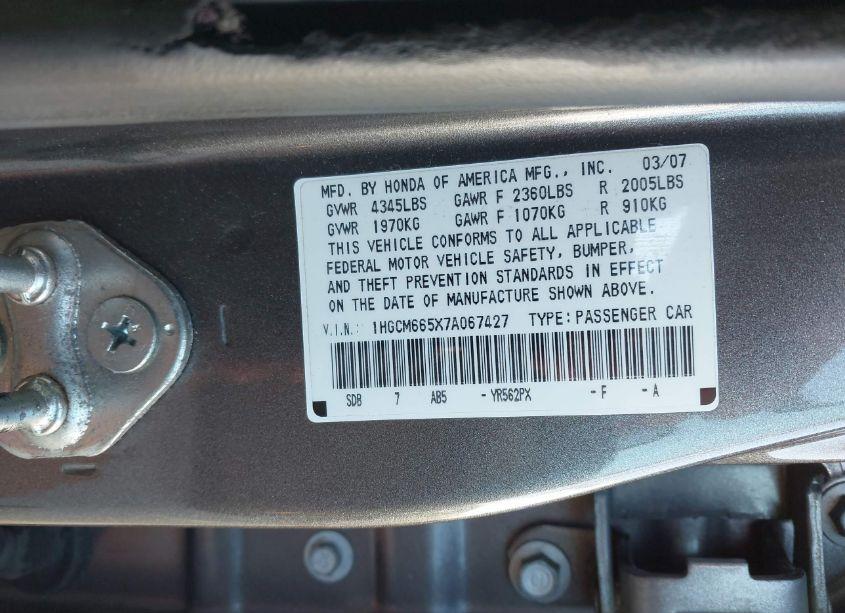 MFD. BY HONDA OF AMERICA MFG., INC. 03/07
GVWR 4345LBS GAWR F 2360LBS R 2005LBS
GVWR 1970KG GAWR F 1070KG R 910KG
THIS VEHICLE CONFORMS TO ALL APPLICABLE
FEDERAL MOTOR VEHICLE SAFETY, BUMPER,
AND THEFT PREVENTION STANDARDS IN EFFECT
ON THE DATE OF MANUFACTURE SHOWN ABOVE.
V.I.N.: 1HGCM665X7A067427 TYPE: PASSENGER CAR
SDB 7 AB5 - YR562PX - F - A